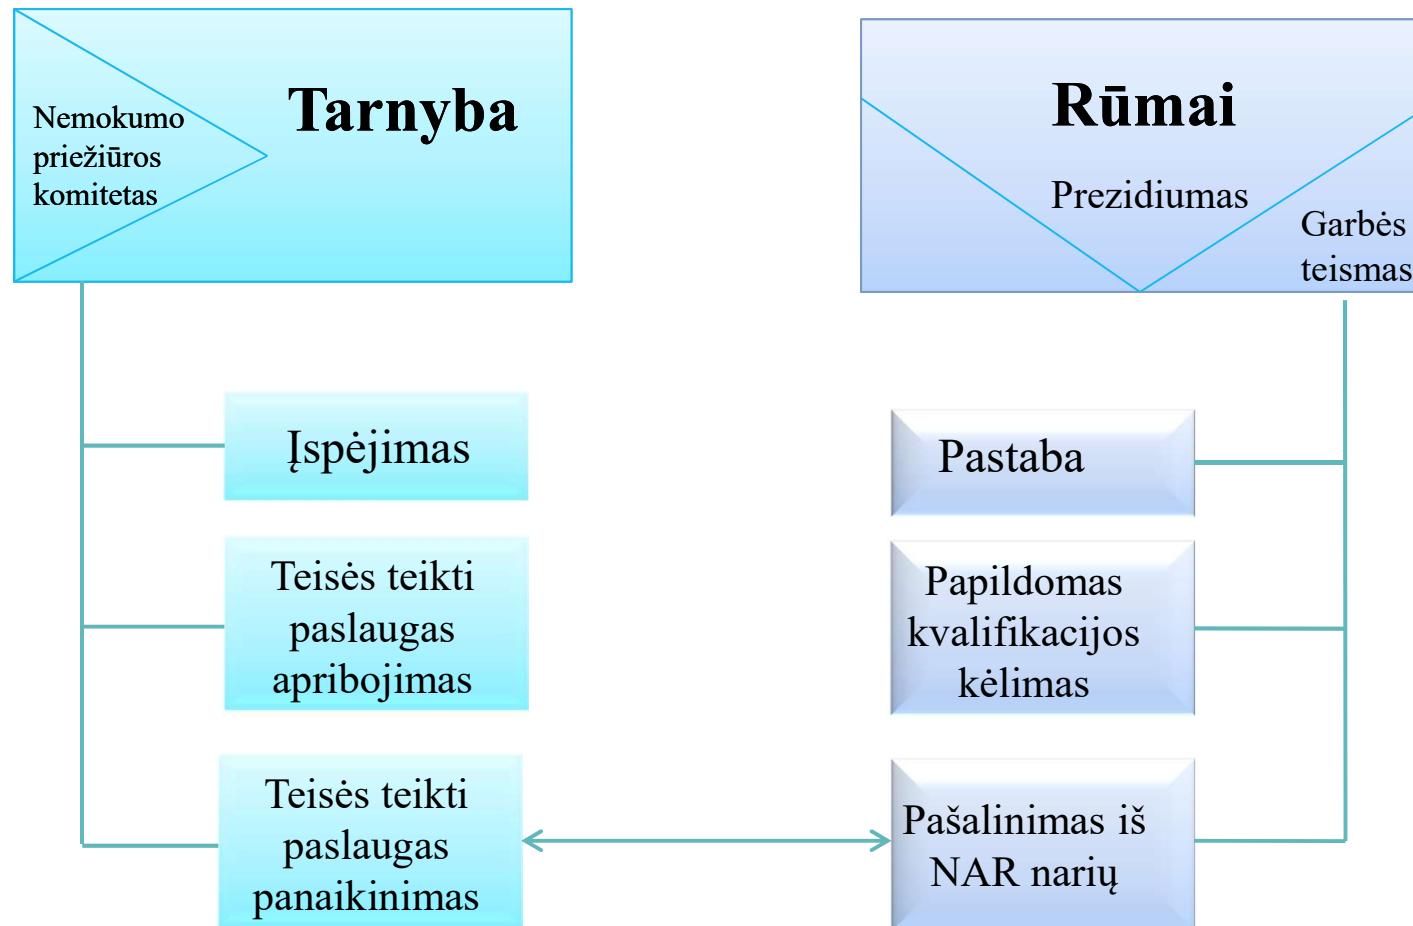 Tarnyba
Nemokumo
priežiūros
komitetas
Įspėjimas
Teisės teikti
paslaugas
apribojimas
Teisės teikti
paslaugas
panaikinimas
Rūmai
Prezidiumas
Garbės
teismas
Pastaba
Papildomas
kvalifikacijos
kėlimas
Pašalinimas iš
NAR narių